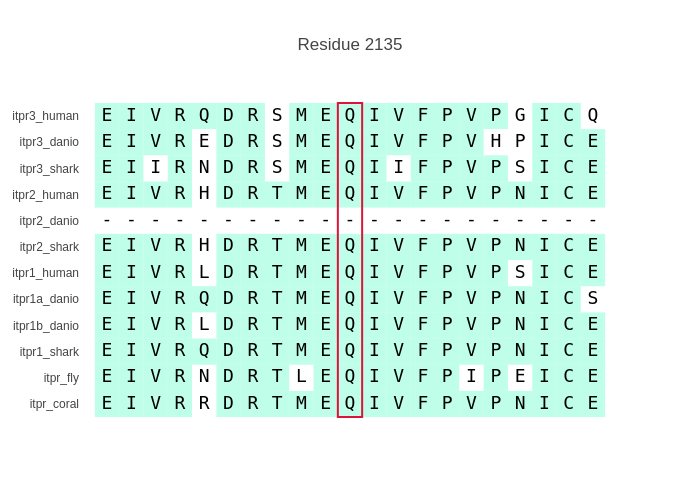 Residue 2135
itpr3_human E I V R Q D R S M E Q I V F P V P G I C Q
itpr3_danio E I V R E D R S M E Q I V F P V H P I C E
itpr3_shark E I I R N D R S M E Q I I F P V P S I C E
itpr2_human E I V R H D R T M E Q I V F P V P N I C E
itpr2_danio - - - - - - - - - - - - - - - - - - - - -
itpr2_shark E I V R H D R T M E Q I V F P V P N I C E
itpr1_human E I V R L D R T M E Q I V F P V P S I C E
itpr1a_danio E I V R Q D R T M E Q I V F P V P N I C S
itpr1b_danio E I V R L D R T M E Q I V F P V P N I C E
itpr1_shark E I V R Q D R T M E Q I V F P V P N I C E
itpr_fly E I V R N D R T L E Q I V F P I P E I C E
itpr_coral E I V R R D R T M E Q I V F P V P N I C E